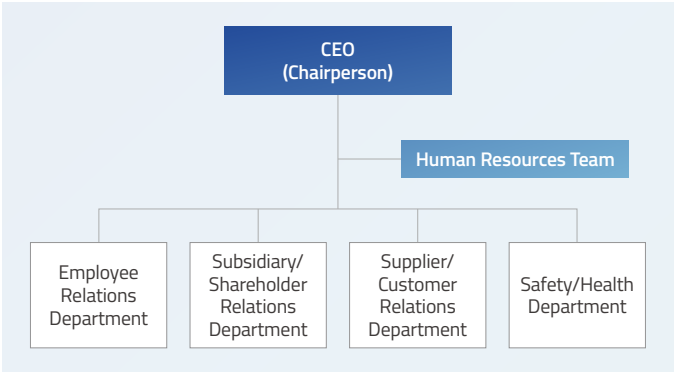 CEO
(Chairperson)
Human Resources Team
Employee
Relations
Department
Subsidiary/
Shareholder
Relations
Department
Supplier/
Customer
Relations
Department
Safety/Health
Department